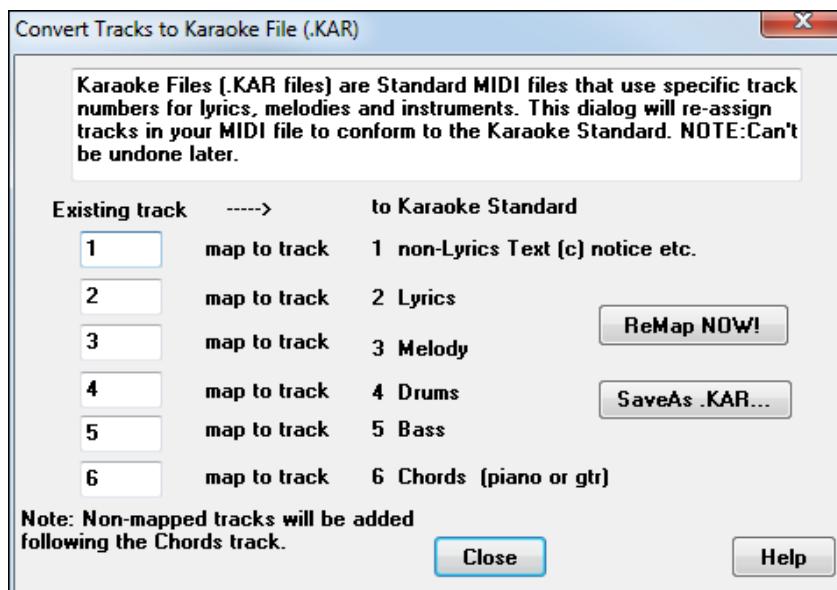 Convert Tracks to Karaoke File (.KAR)
Karaoke Files (.KAR files) are Standard MIDI files that use specific track
numbers for lyrics, melodies and instruments. This dialog will re-assign
tracks in your MIDI file to conform to the Karaoke Standard. NOTE:Can't
be undone later.
Existing track -----> to Karaoke Standard
1 map to track 1 non-Lyrics Text (c) notice etc.
2 map to track 2 Lyrics
ReMap NOW!
3 map to track 3 Melody
4 map to track 4 Drums
SaveAs .KAR...
5 map to track 5 Bass
6 map to track 6 Chords (piano or gtr)
Note: Non-mapped tracks will be added
following the Chords track.
Close
Help